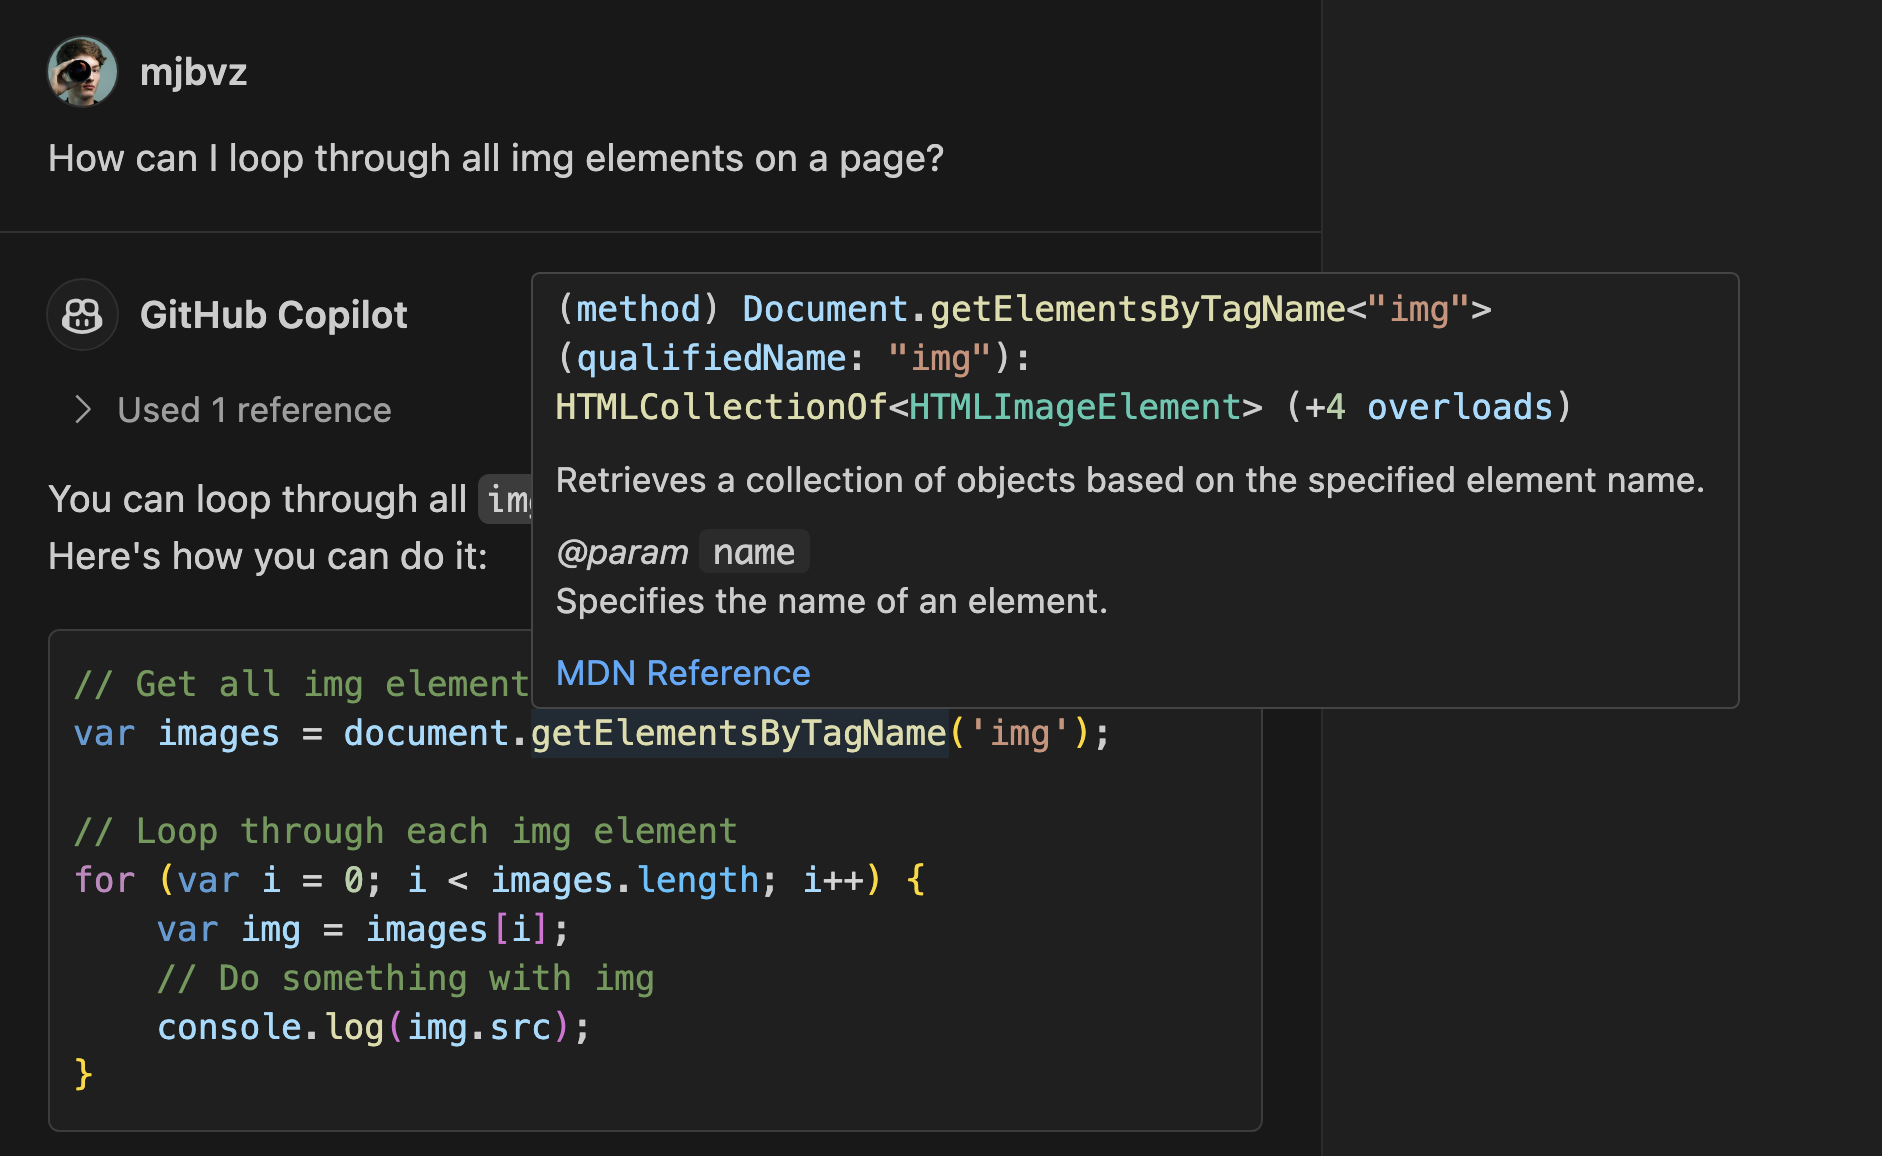 mjbvz
How can I loop through all img elements on a page?
GitHub Copilot
Used 1 reference
You can loop through all
Here's how you can do it:
(method) Document.getElementsByTagName<"img">
(qualifiedName: "img"):
HTMLCollectionOf<HTMLImageElement> (+4 overloads)
Retrieves a collection of objects based on the specified element name.
@param name
Specifies the name of an element.
MDN Reference
// Get all img element
var images = document.getElementsByTagName('img');
// Loop through each img element
for (var i = 0; i < images.length; i++) {
    var img = images[i];
    // Do something with img
    console.log(img.src);
}